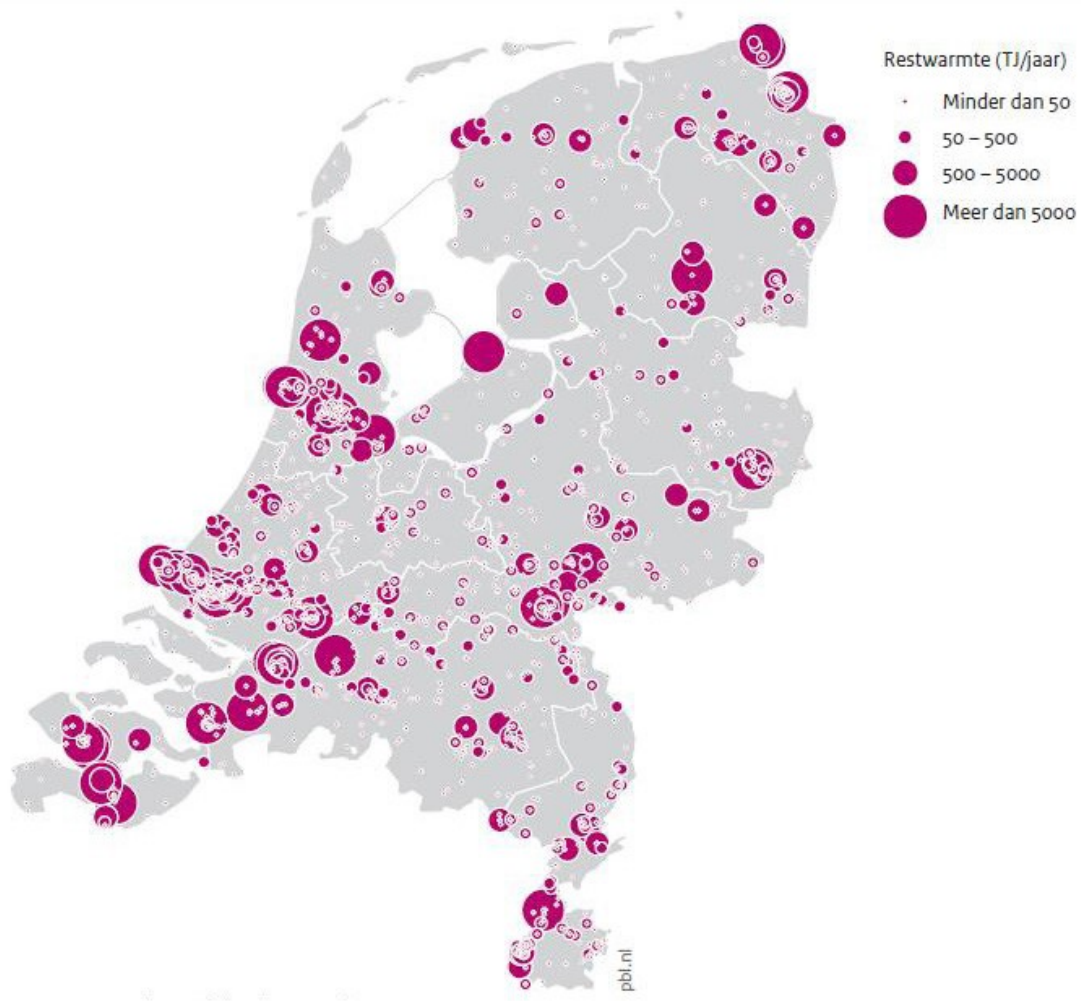 Restwarmte (TJ/jaar)
Minder dan 50
50 – 500
500 – 5000
Meer dan 5000
pbl.nl